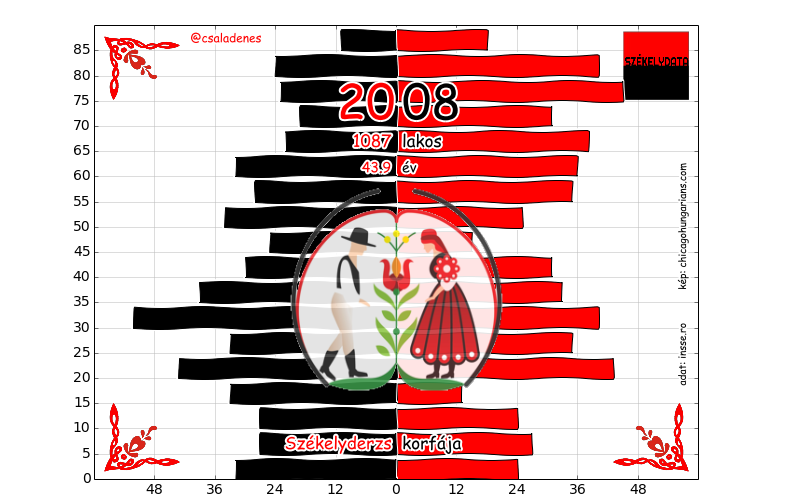 @csaladenes
SZÉKELYDATA
2008
1087 lakos
43.9 év
kép: chicagohungarians.com
adat: insse.ro
Székelyderzs korfája
85
80
75
70
65
60
55
50
45
40
35
30
25
20
15
10
5
0
48 36 24 12 0 12 24 36 48